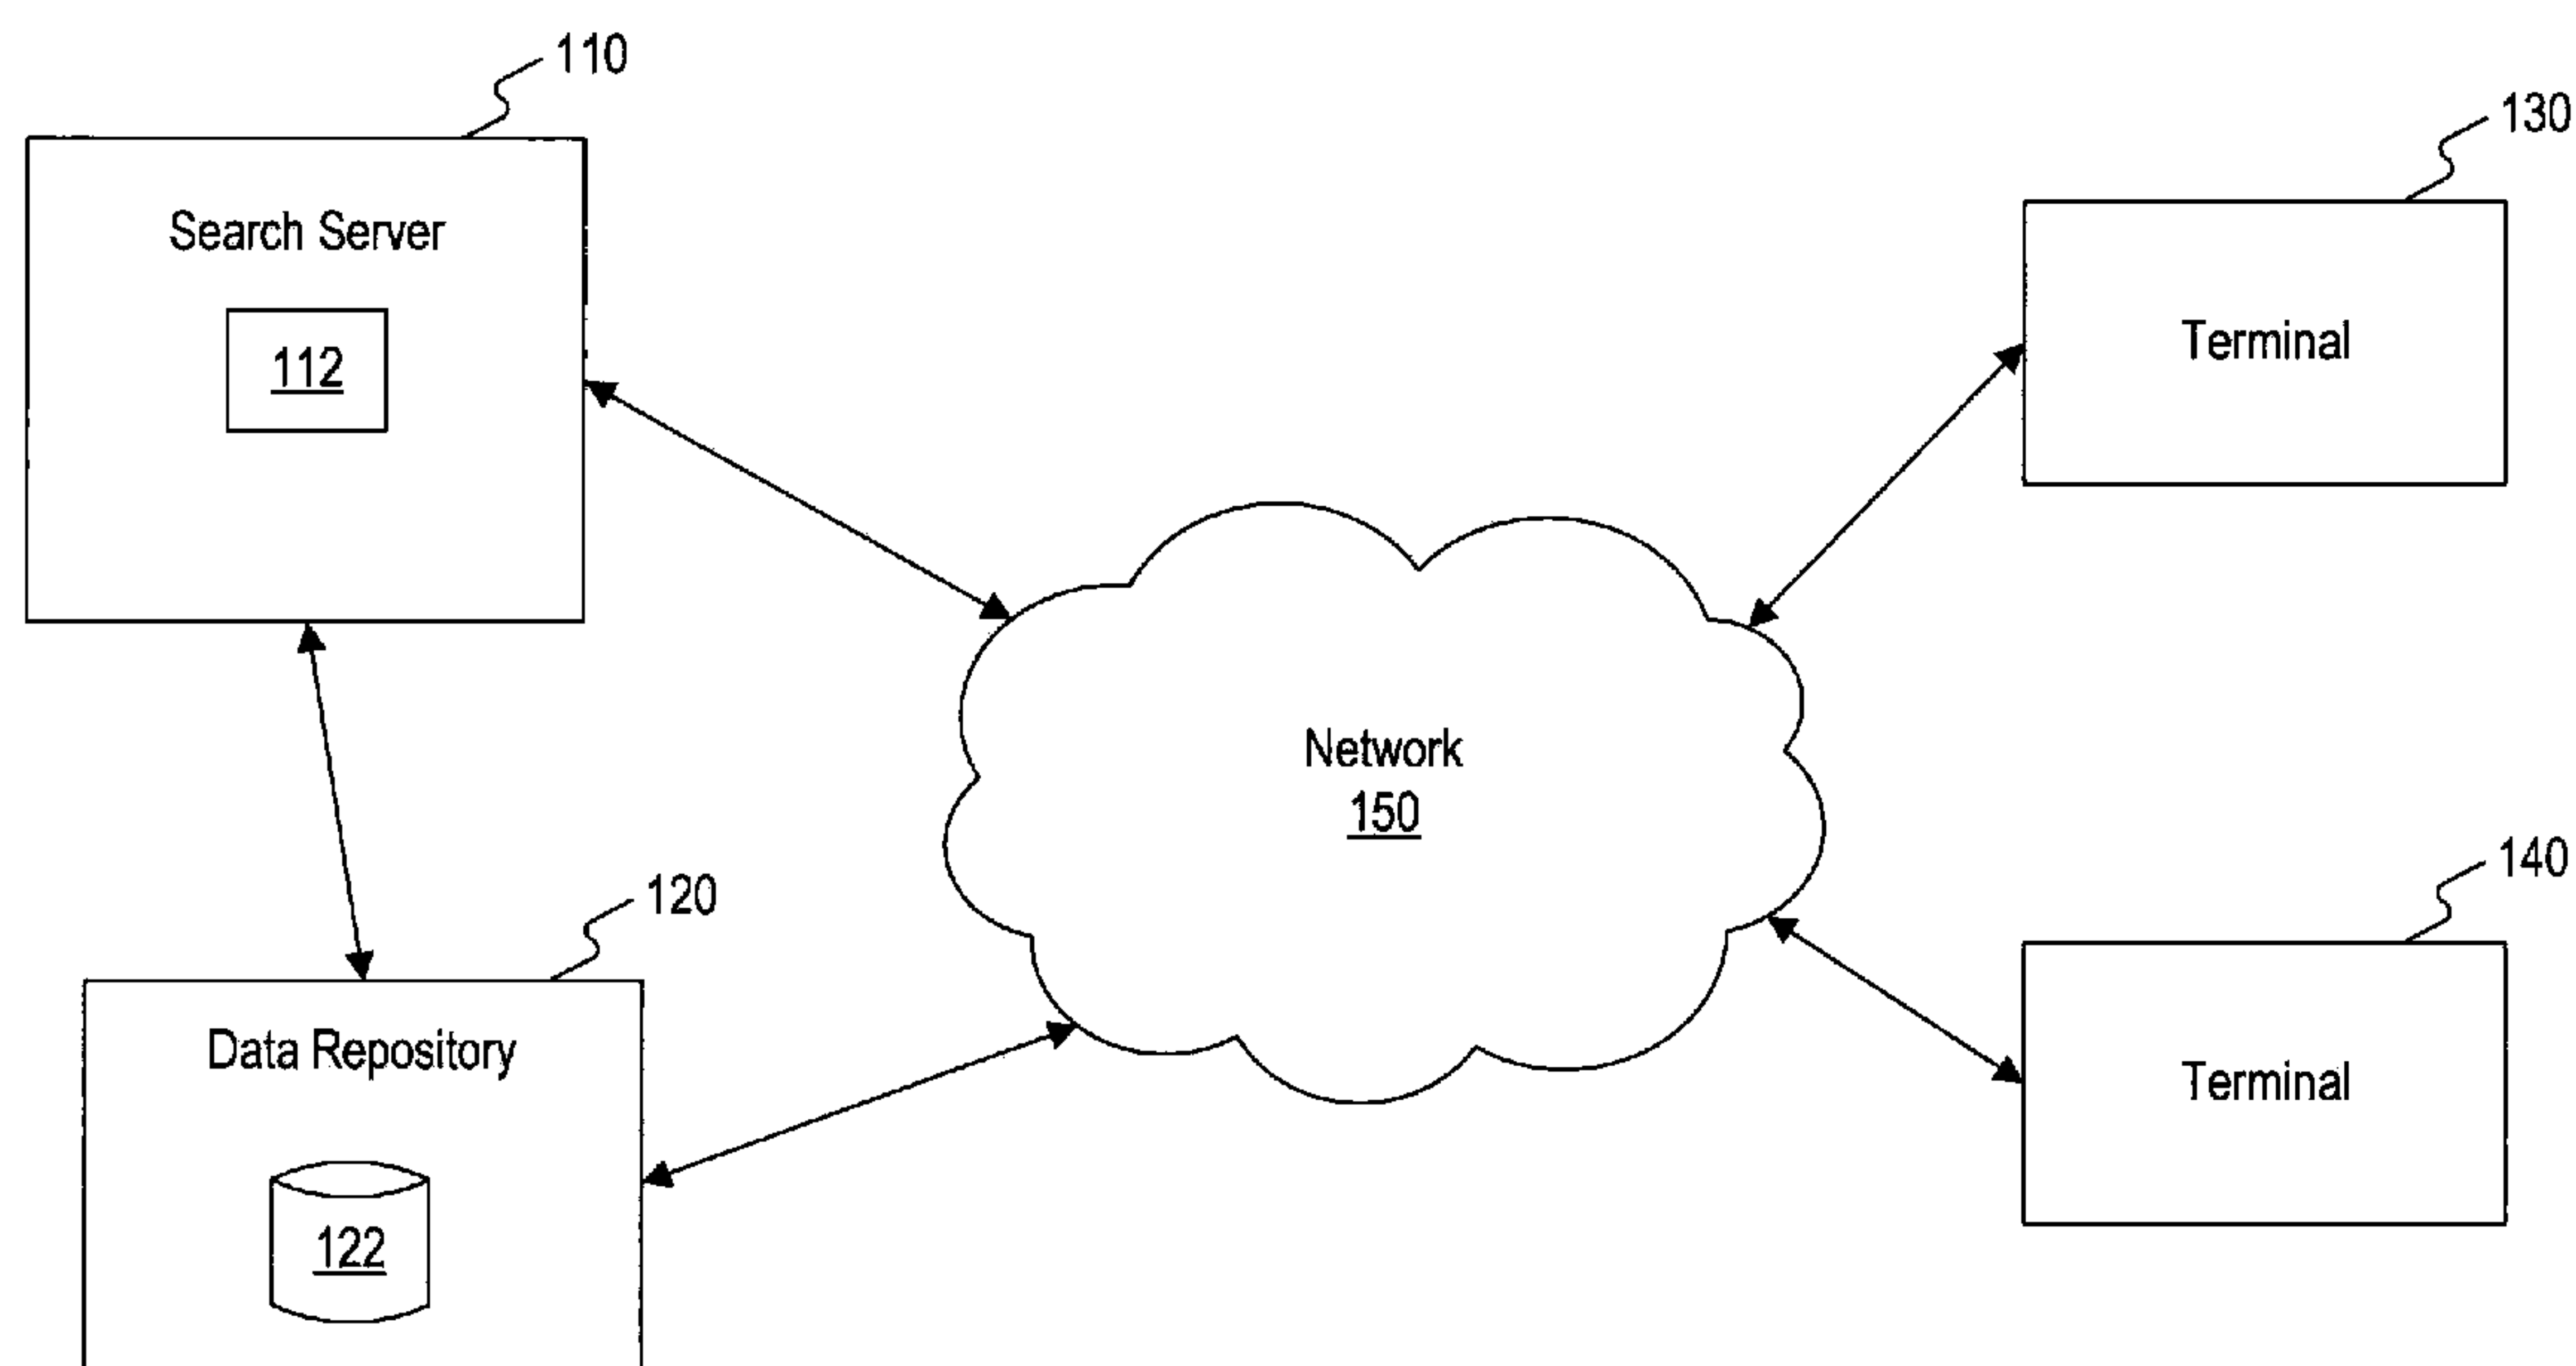 110
Search Server
112
130
Terminal
Network
150
120
Data Repository
122
140
Terminal